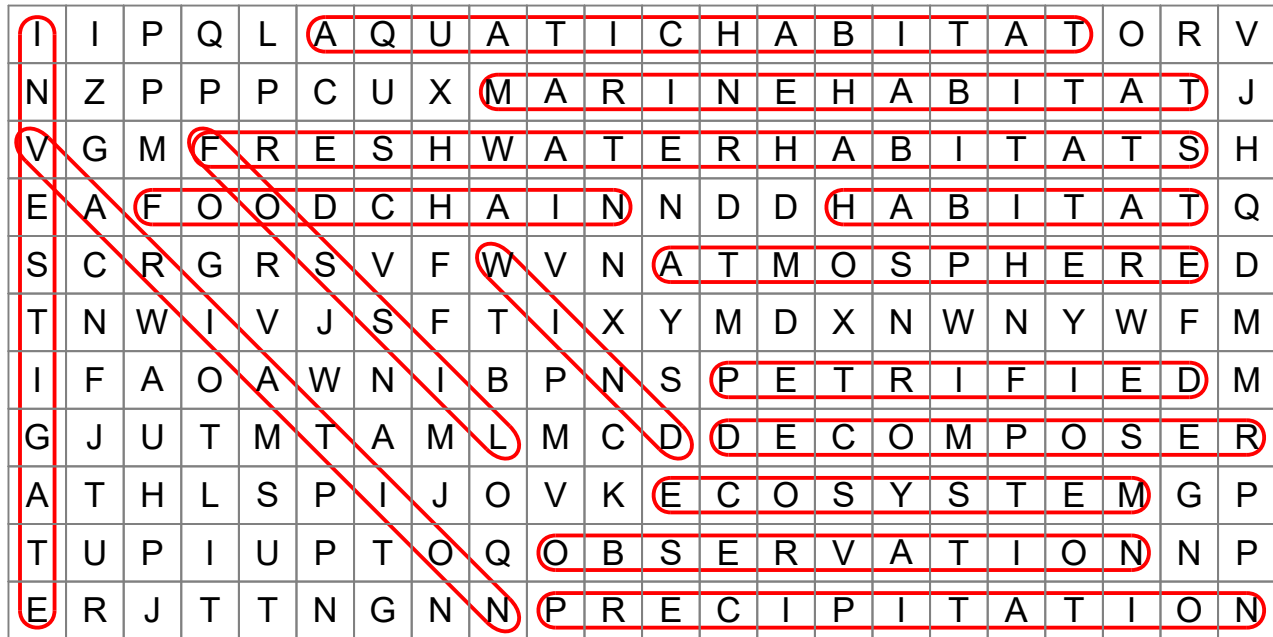 I I P Q L A Q U A T I C H A B I T A T O R V
N Z P P P C U X M A R I N E H A B I T A T J
V G M F R E S H W A T E R H A B I T A T S H
E A F O O D C H A I N N D D H A B I T A T Q
S C R G R S V F W V N A T M O S P H E R E D
T N W I V J S F T I X Y M D X N W N Y W F M
I F A O A W N I B P N S P E T R I F I E D M
G J U T M T A M L M C D D E C O M P O S E R
A T H L S P I J O V K E C O S Y S T E M G P
T U P I U P T O Q O B S E R V A T I O N N P
E R J T T N G N N P R E C I P I T A T I O N